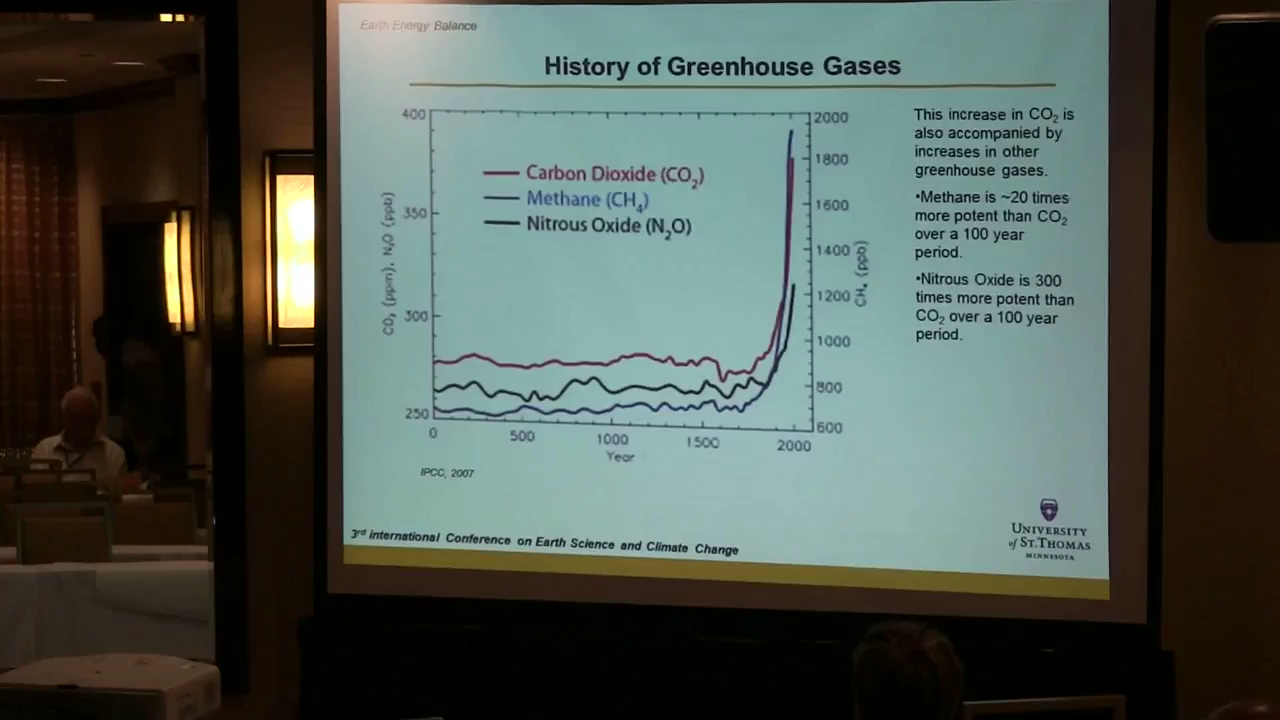 Earth Energy Balance
History of Greenhouse Gases
400
350
300
250
CO₂ (ppm), N₂O (ppb)
Carbon Dioxide (CO₂)
Methane (CH₄)
Nitrous Oxide (N₂O)
2000
1800
1600
1400
1200
1000
800
600
CH₄ (ppb)
0
500
1000
1500
2000
Year
IPCC, 2007
This increase in CO₂ is
also accompanied by
increases in other
greenhouse gases.
•Methane is ~20 times
more potent than CO₂
over a 100 year
period.
•Nitrous Oxide is 300
times more potent than
CO₂ over a 100 year
period.
3rd international Conference on Earth Science and Climate Change
UNIVERSITY
of ST. THOMAS
MINNESOTA